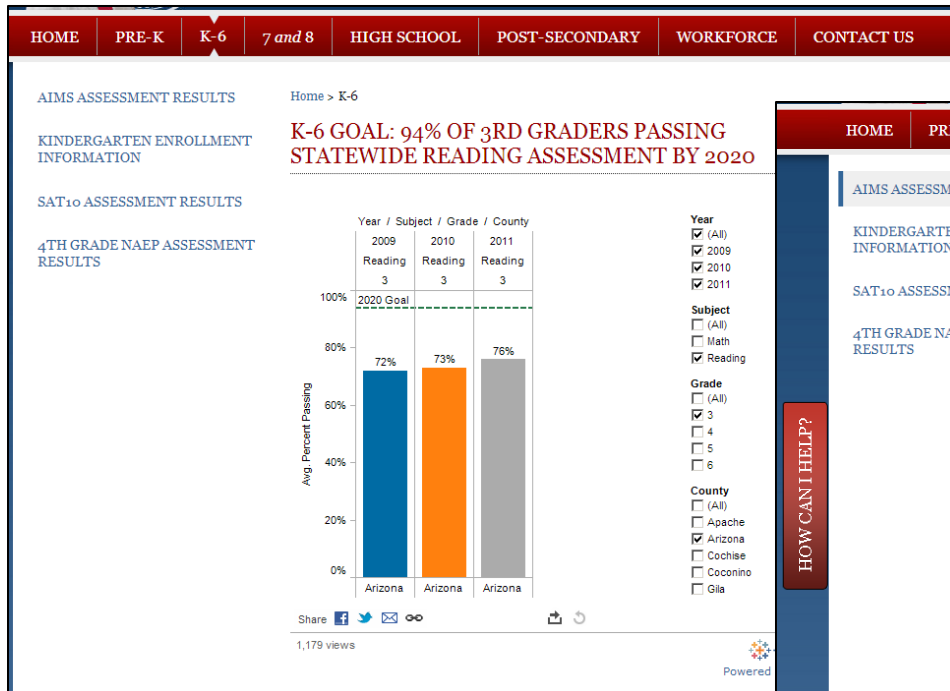 HOME PRE-K K-6 7 and 8 HIGH SCHOOL POST-SECONDARY WORKFORCE CONTACT US
AIMS ASSESSMENT RESULTS
KINDERGARTEN ENROLLMENT
INFORMATION
SAT10 ASSESSMENT RESULTS
4TH GRADE NAEP ASSESSMENT
RESULTS
Home > K-6
K-6 GOAL: 94% OF 3RD GRADERS PASSING
STATEWIDE READING ASSESSMENT BY 2020
Year / Subject / Grade / County
2009 2010 2011
Reading Reading Reading
3 3 3
100%
2020 Goal
80%
72% 73% 76%
60%
40%
20%
0%
Avg. Percent Passing
Arizona Arizona Arizona
Year
(All)
2009
2010
2011
Subject
(All)
Math
Reading
Grade
(All)
3
4
5
6
County
(All)
Apache
Arizona
Cochise
Coconino
Gila
Share
1,179 views
Powered
HOME PR
AIMS ASSESSM
KINDERGARTE
INFORMATION
SAT10 ASSESSM
4TH GRADE NA
RESULTS
HOW CAN I HELP?